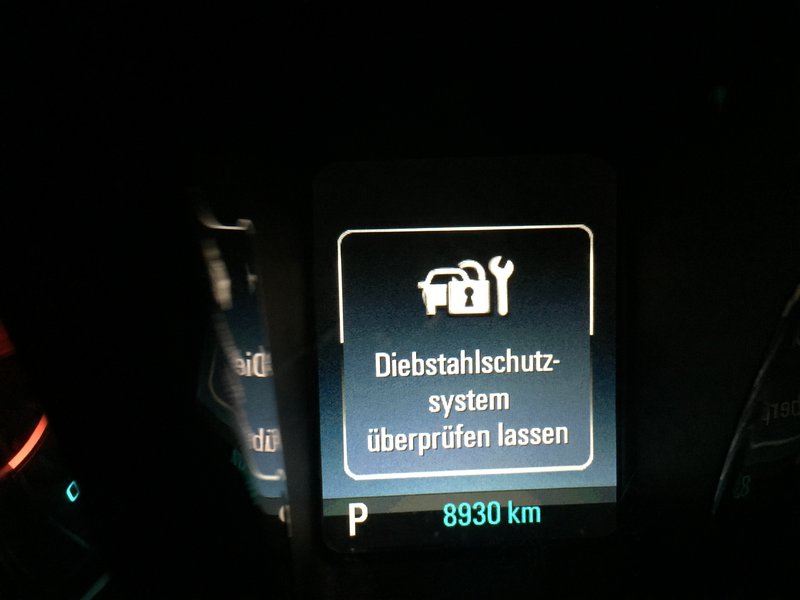 Diebstahlschutz-
system
überprüfen lassen
P
8930 km